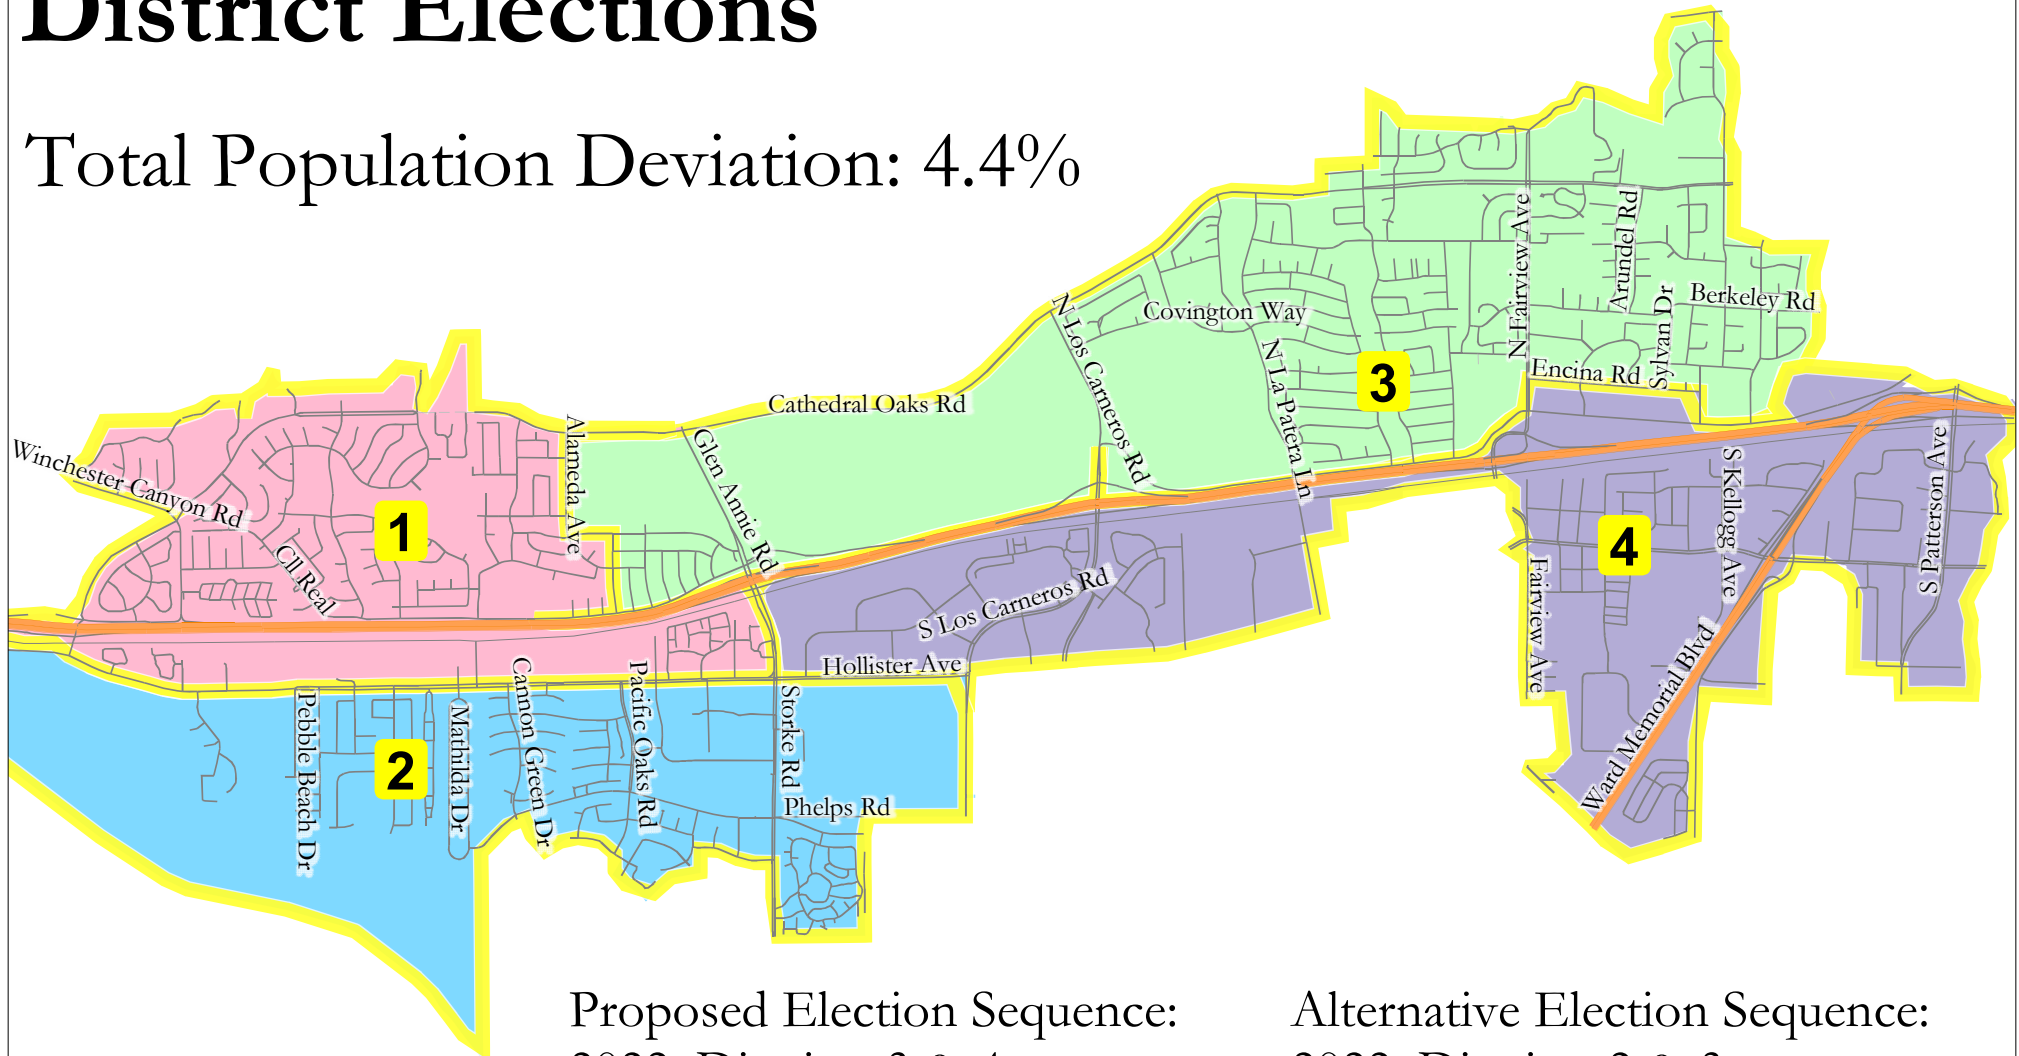 District Elections
Total Population Deviation: 4.4%
N Fairview Ave
Arundel Rd
Sylvan Dr
Berkeley Rd
Covington Way
N Los Carneros Rd
N La Patera Ln
3
Encina Rd
Cathedral Oaks Rd
Alameda Ave
Glen Annie Rd
Winchester Canyon Rd
1
Cll Real
S Kellogg Ave
S Patterson Ave
4
Fairview Ave
S Los Carneros Rd
Hollister Ave
Ward Memorial Blvd
Pebble Beach Dr
2
Mathilda Dr
Cannon Green Dr
Pacific Oaks Rd
Storke Rd
Phelps Rd
Proposed Election Sequence:
Alternative Election Sequence: